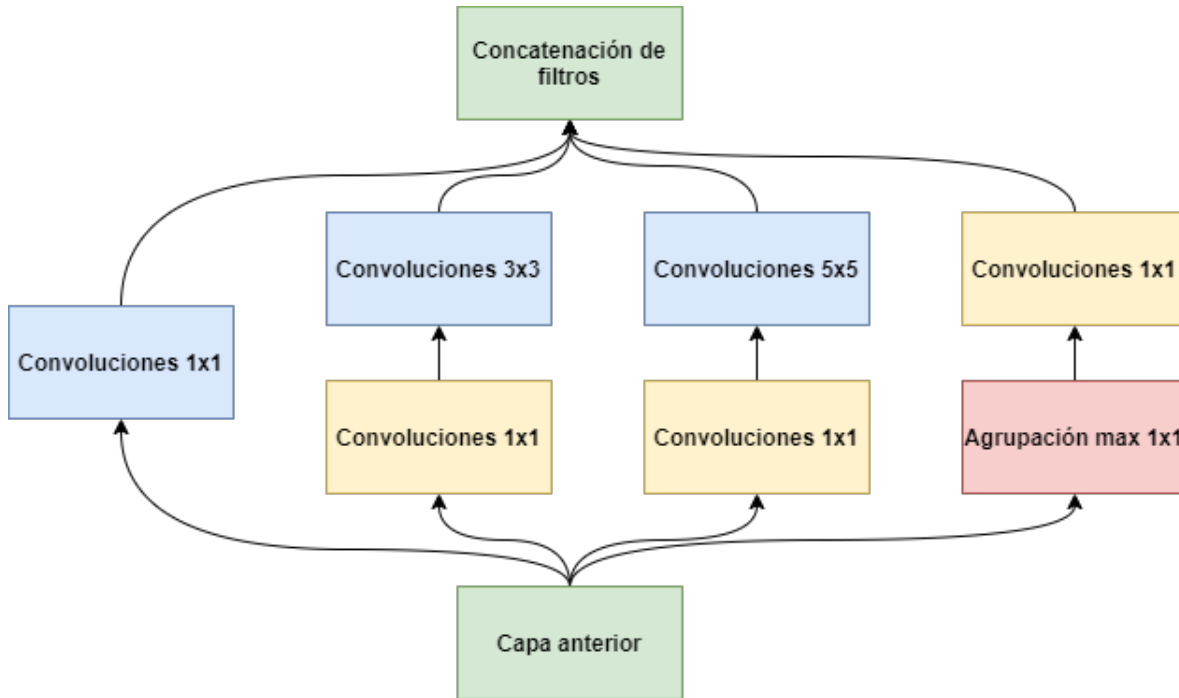 Concatenación de
filtros
Convoluciones 3x3
Convoluciones 5x5
Convoluciones 1x1
Convoluciones 1x1
Convoluciones 1x1
Convoluciones 1x1
Agrupación max 1x1
Capa anterior